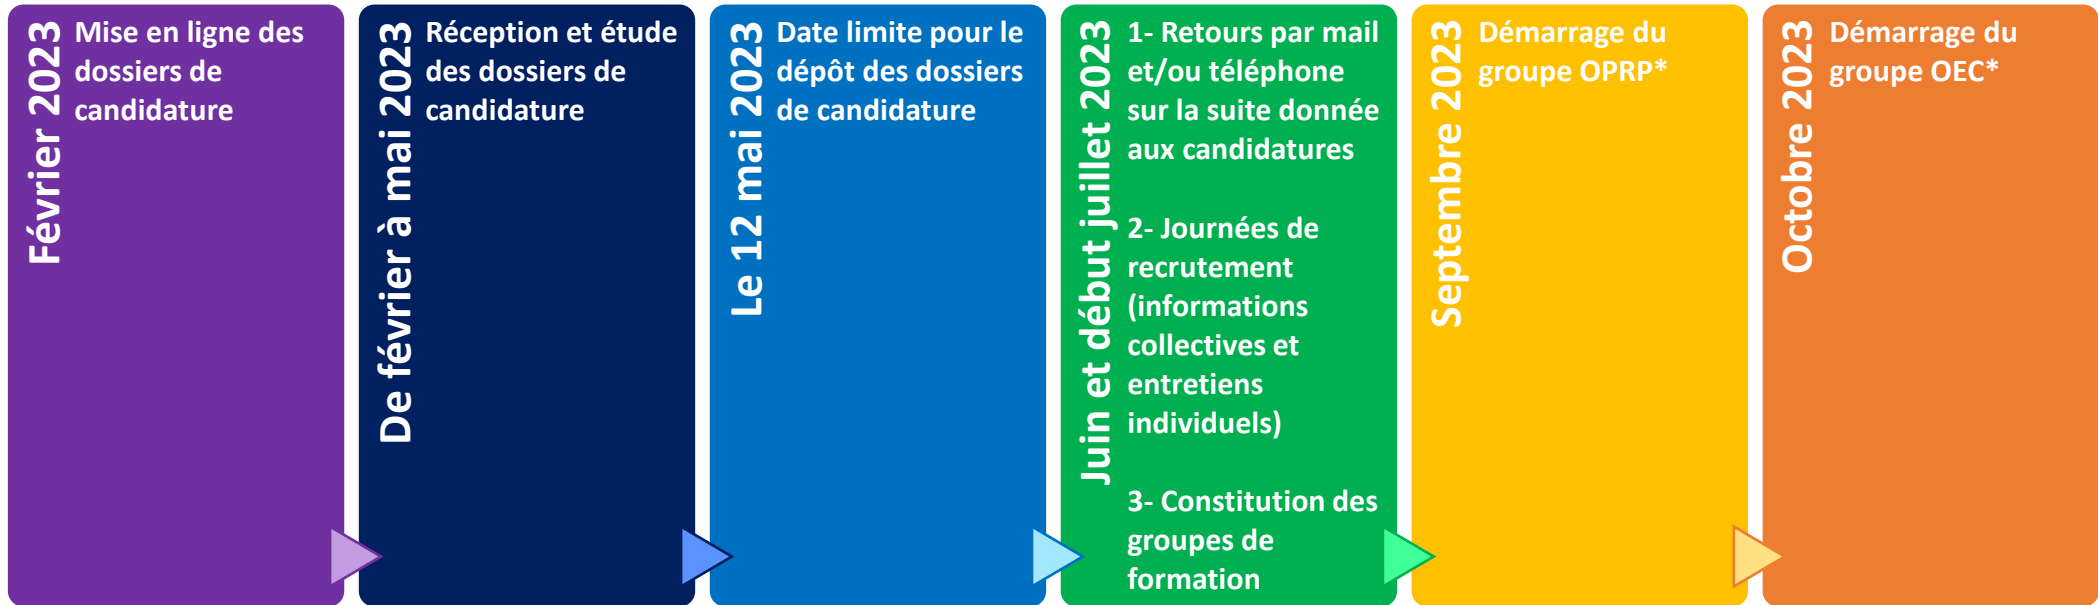 Février 2023
Mise en ligne des
dossiers de
candidature
De février à mai 2023
Réception et étude
des dossiers de
candidature
Le 12 mai 2023
Date limite pour le
dépôt des dossiers
de candidature
Juin et début juillet 2023
1- Retours par mail
et/ou téléphone
sur la suite donnée
aux candidatures
2- Journées de
recrutement
(informations
collectives et
entretiens
individuels)
3- Constitution des
groupes de
formation
Septembre 2023
Démarrage du
groupe OPRP*
Octobre 2023
Démarrage du
groupe OEC*